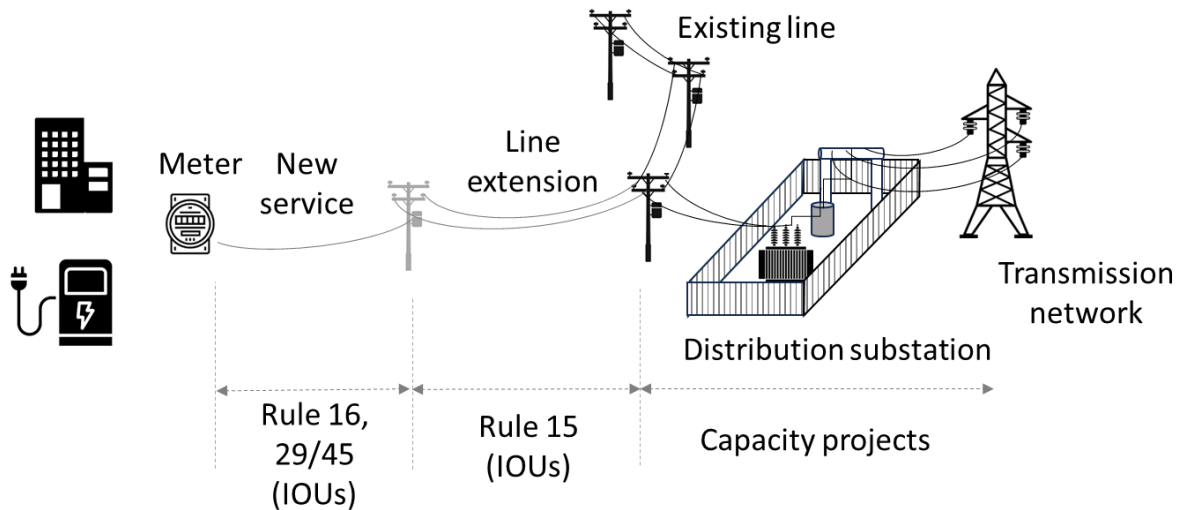 Existing line
Meter
New
service
Line
extension
Transmission
network
Distribution substation
Rule 16,
29/45
(IOUs)
Rule 15
(IOUs)
Capacity projects